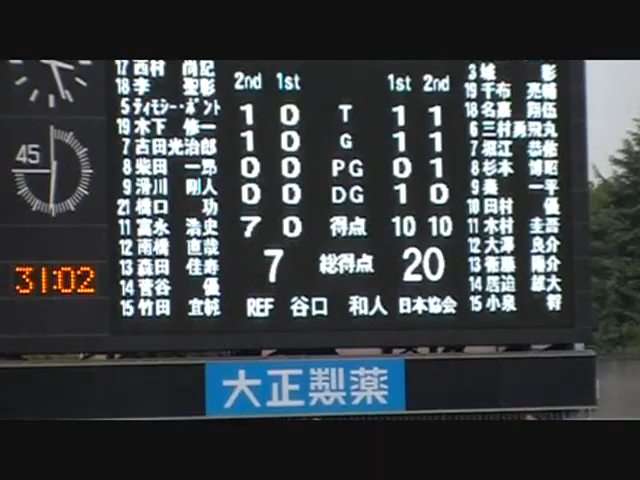 17 西村 尚記
18 李 聖彰
5 ティモシー・ボンド
19 木下 修一
7 吉田光治郎
8 柴田 一昂
9 滑川 剛人
21 橋口 功
11 富永 浩史
12 南橋 直哉
13 森田 佳寿
14 菅谷 優
15 竹田 宜純
2nd 1st 1st 2nd
1 0 T 1 1
1 0 G 1 1
0 0 PG 0 1
0 0 DG 1 0
7 0 得点 10 10
7 総得点 20
REF 谷口 和人 日本協会
3 城 彰
19 千布 亮輔
18 名嘉 翔伍
6 三村勇飛丸
7 堀江 恭佑
8 杉本 博昭
9 一平
10 田村 優
11 木村 圭吾
12 大澤 良介
13 衛藤 陽介
14 居迫 雄大
15 小泉 将
45
31:02
大正製薬